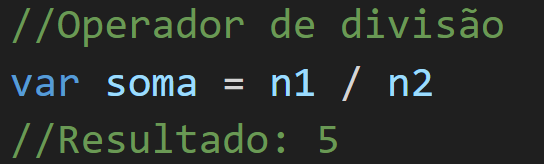 //Operador de divisão
var soma = n1 / n2
//Resultado: 5